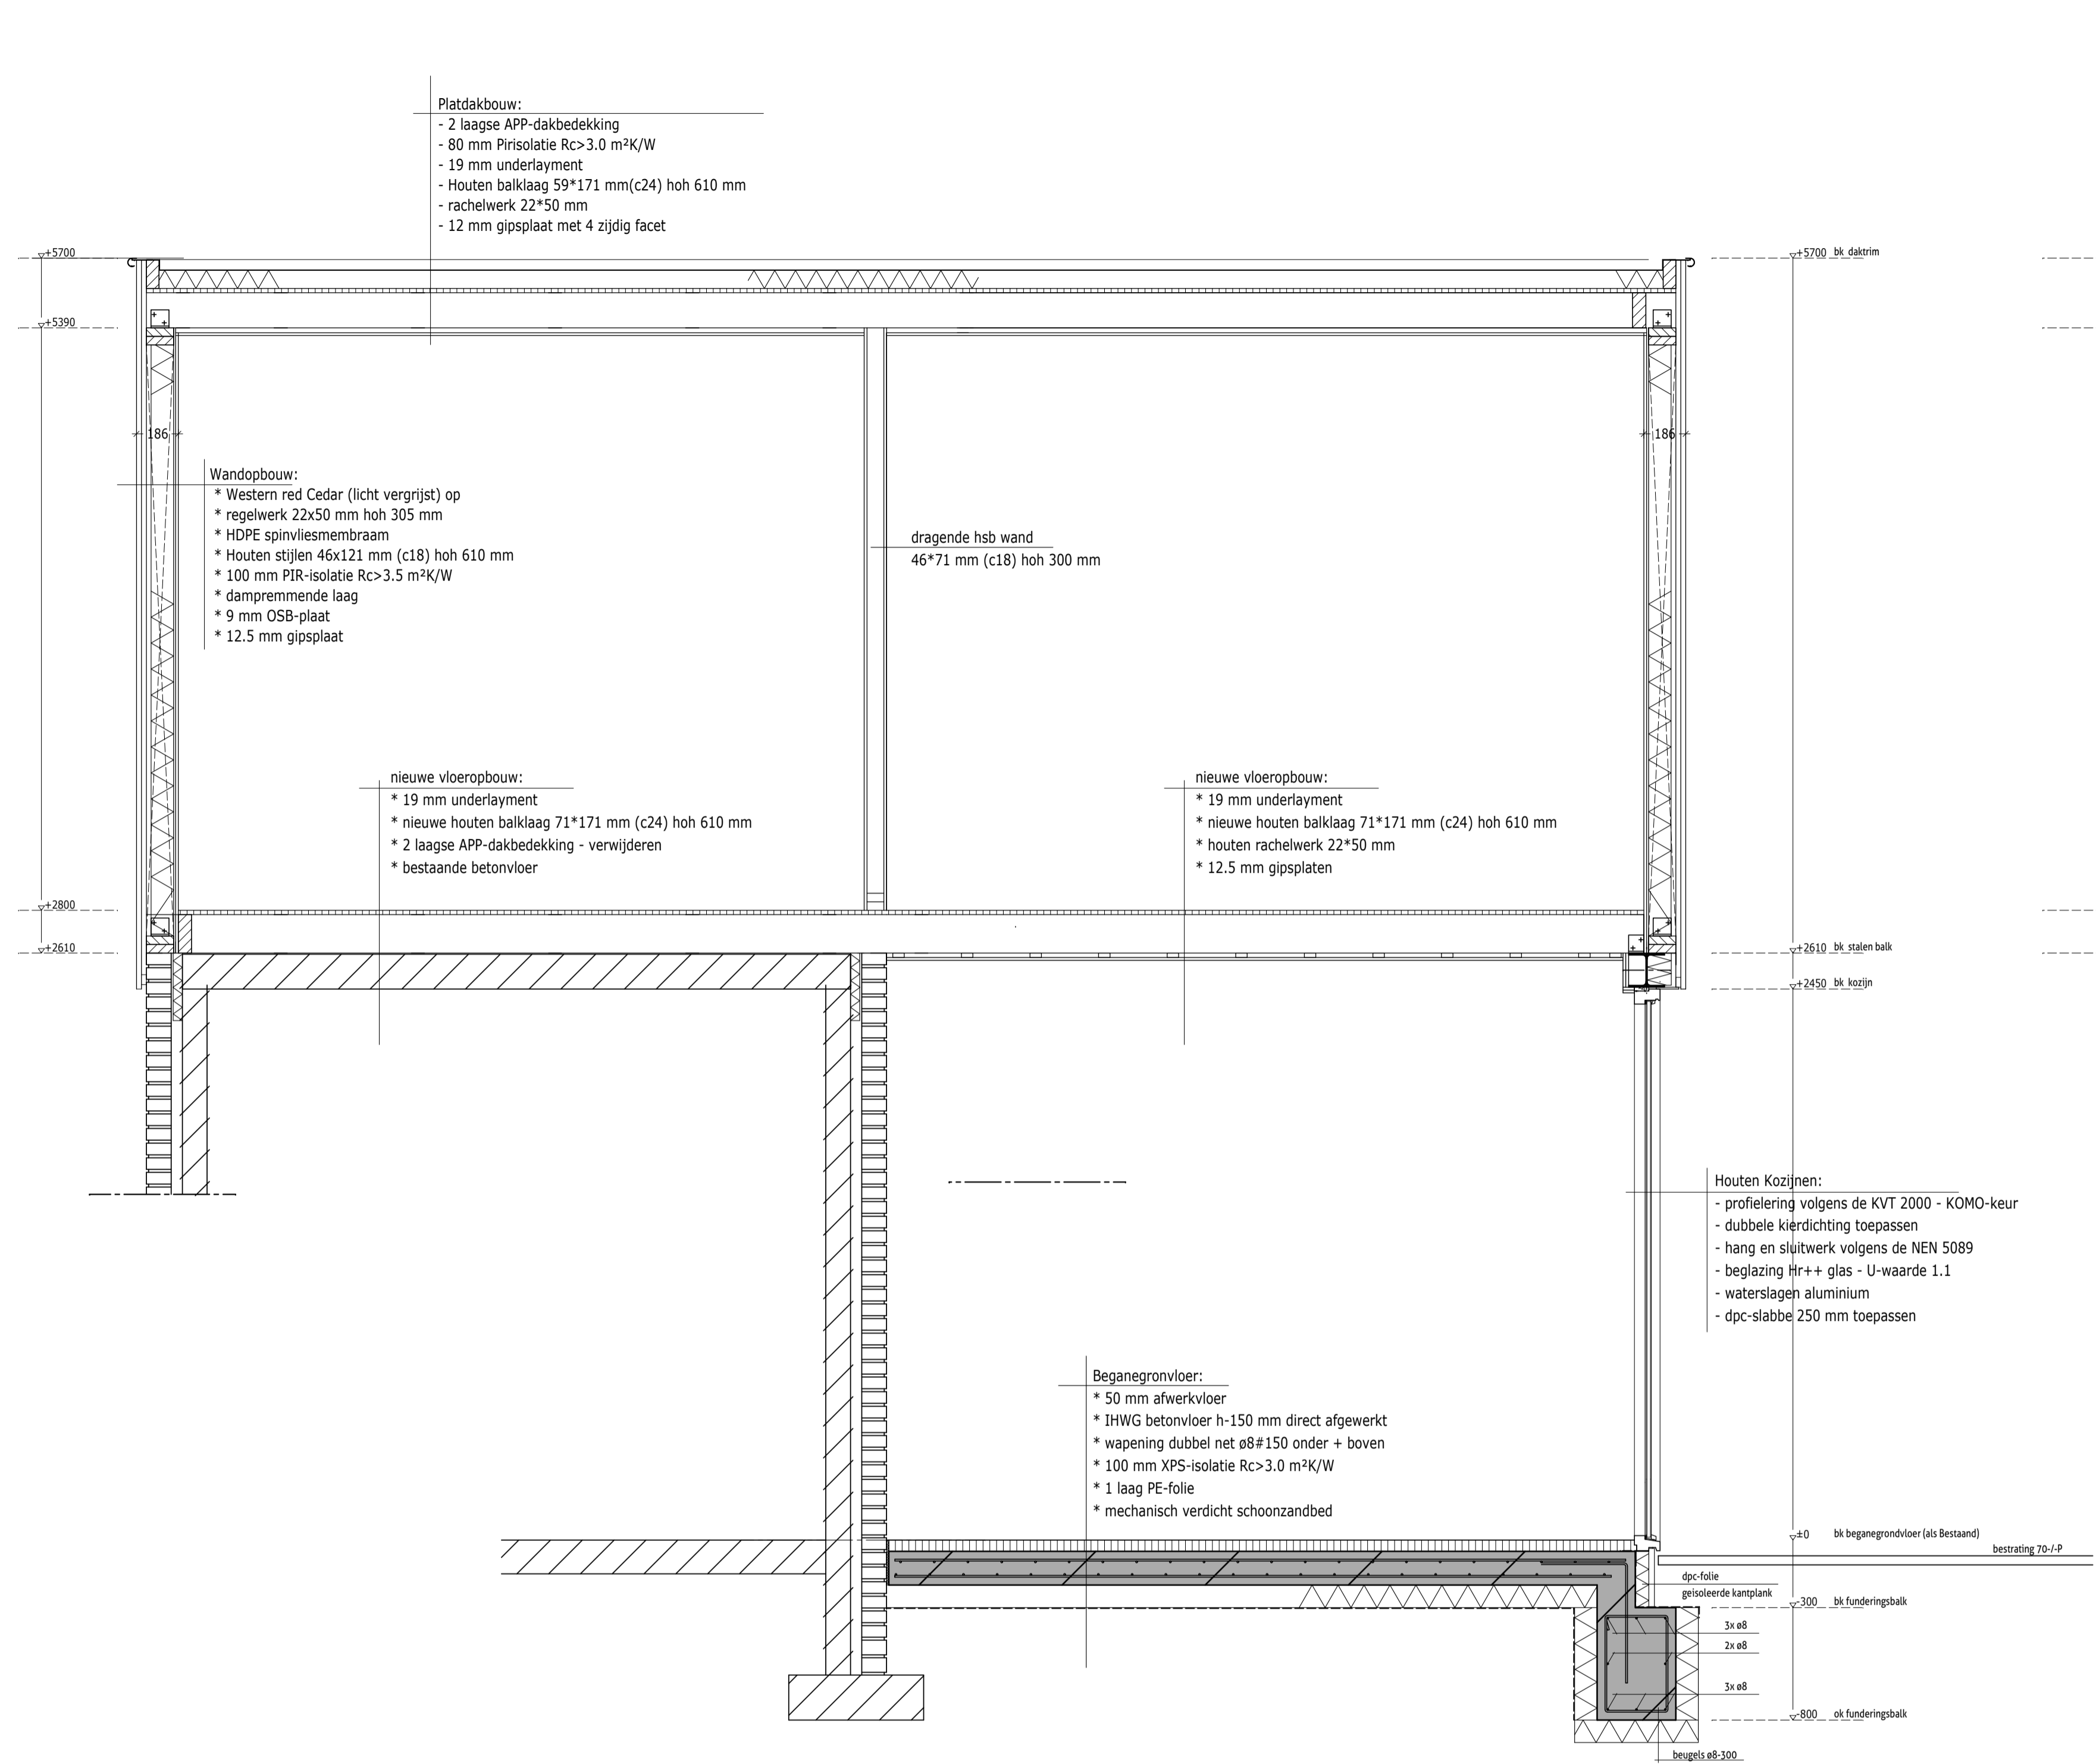 Platdakbouw:
- 2 laagse APP-dakbedekking
- 80 mm Pirisolatie Rc>3.0 m²K/W
- 19 mm underlayment
- Houten balklaag 59*171 mm(c24) hoh 610 mm
- rachelwerk 22*50 mm
- 12 mm gipsplaat met 4 zijdig facet
+5700
+5700 bk daktrim
+5390
186
186
Wandopbouw:
* Western red Cedar (licht vergrijst) op
* regelwerk 22x50 mm hoh 305 mm
* HDPE spinvliesmembraam
* Houten stijlen 46x121 mm (c18) hoh 610 mm
* 100 mm PIR-isolatie Rc>3.5 m²K/W
* dampremmende laag
* 9 mm OSB-plaat
* 12.5 mm gipsplaat
dragende hsb wand
46*71 mm (c18) hoh 300 mm
nieuwe vloeropbouw:
* 19 mm underlayment
* nieuwe houten balklaag 71*171 mm (c24) hoh 610 mm
* 2 laagse APP-dakbedekking - verwijderen
* bestaande betonvloer
nieuwe vloeropbouw:
* 19 mm underlayment
* nieuwe houten balklaag 71*171 mm (c24) hoh 610 mm
* houten rachelwerk 22*50 mm
* 12.5 mm gipsplaten
+2800
+2610
+2610 bk stalen balk
+2450 bk kozijn
Houten Kozijnen:
- profielering volgens de KVT 2000 - KOMO-keur
- dubbele kierdichting toepassen
- hang en sluitwerk volgens de NEN 5089
- beglazing Hr++ glas - U-waarde 1.1
- waterslagen aluminium
- dpc-slabbe 250 mm toepassen
Beganegronvloer:
* 50 mm afwerkvloer
* IHWG betonvloer h-150 mm direct afgewerkt
* wapening dubbel net ø8#150 onder + boven
* 100 mm XPS-isolatie Rc>3.0 m²K/W
* 1 laag PE-folie
* mechanisch verdicht schoonzandbed
±0 bk beganegrondvloer (als Bestaand)
bestrating 70-/-P
dpc-folie
geisoleerde kantplank
-300 bk funderingsbalk
3x ø8
2x ø8
3x ø8
-800 ok funderingsbalk
beugels ø8-300